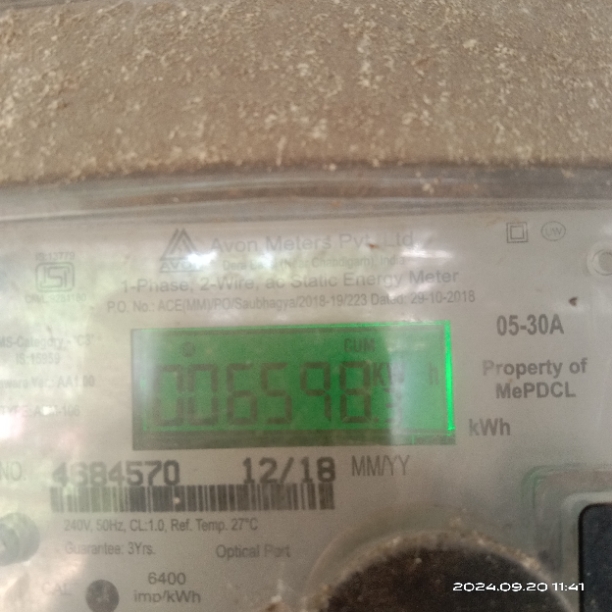 Avon Meters Pvt. Ltd.
1-Phase, 2-Wire, ac Static Energy Meter
P.O. No.: ACE(MM)/PO/Saubhagya/2018-19/223 Dated: 29-10-2018
05-30A
CUM
006598 KW h
Property of
MePDCL
kWh
NO. 4684570 12/18 MM/YY
240V, 50Hz, CL:1.0, Ref. Temp. 27°C
Guarantee: 3Yrs. Optical Port
6400
imp/kWh
2024.09.20 11:41